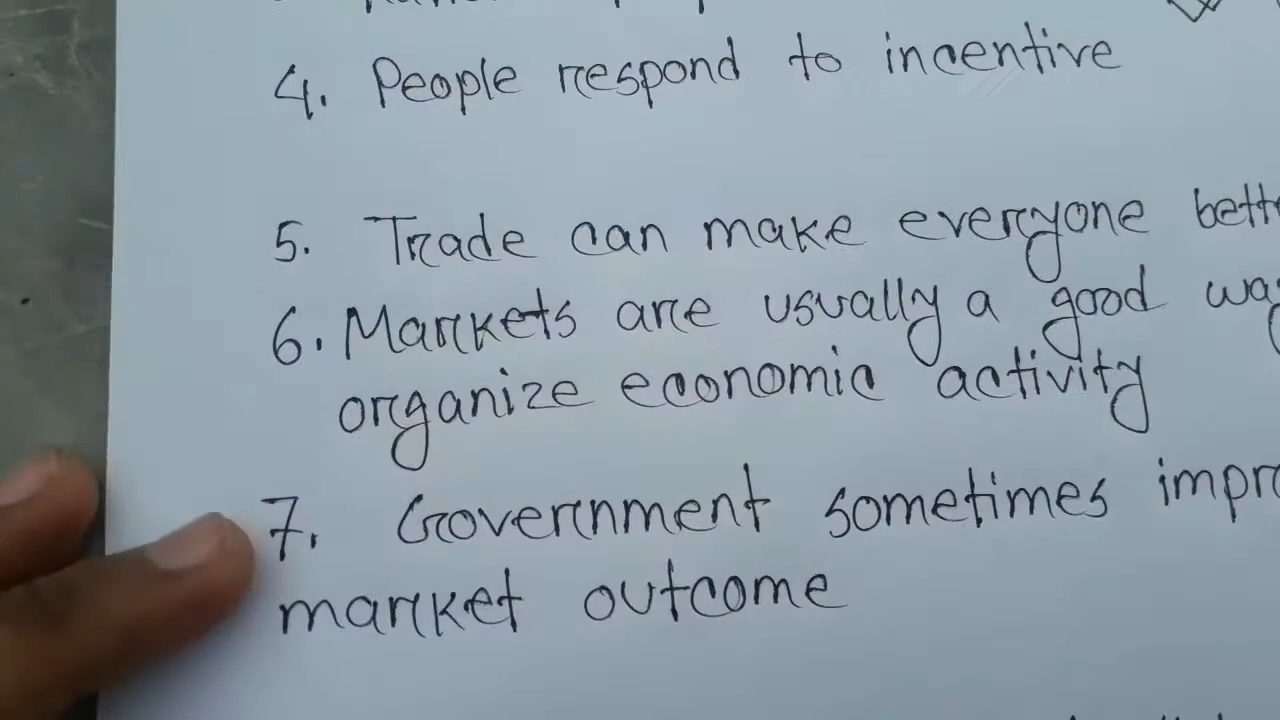 4. People respond to incentive
5. Trade can make everyone bett
6. Markets are usually a good wa
organize economic activity
7. Government sometimes impr
market outcome